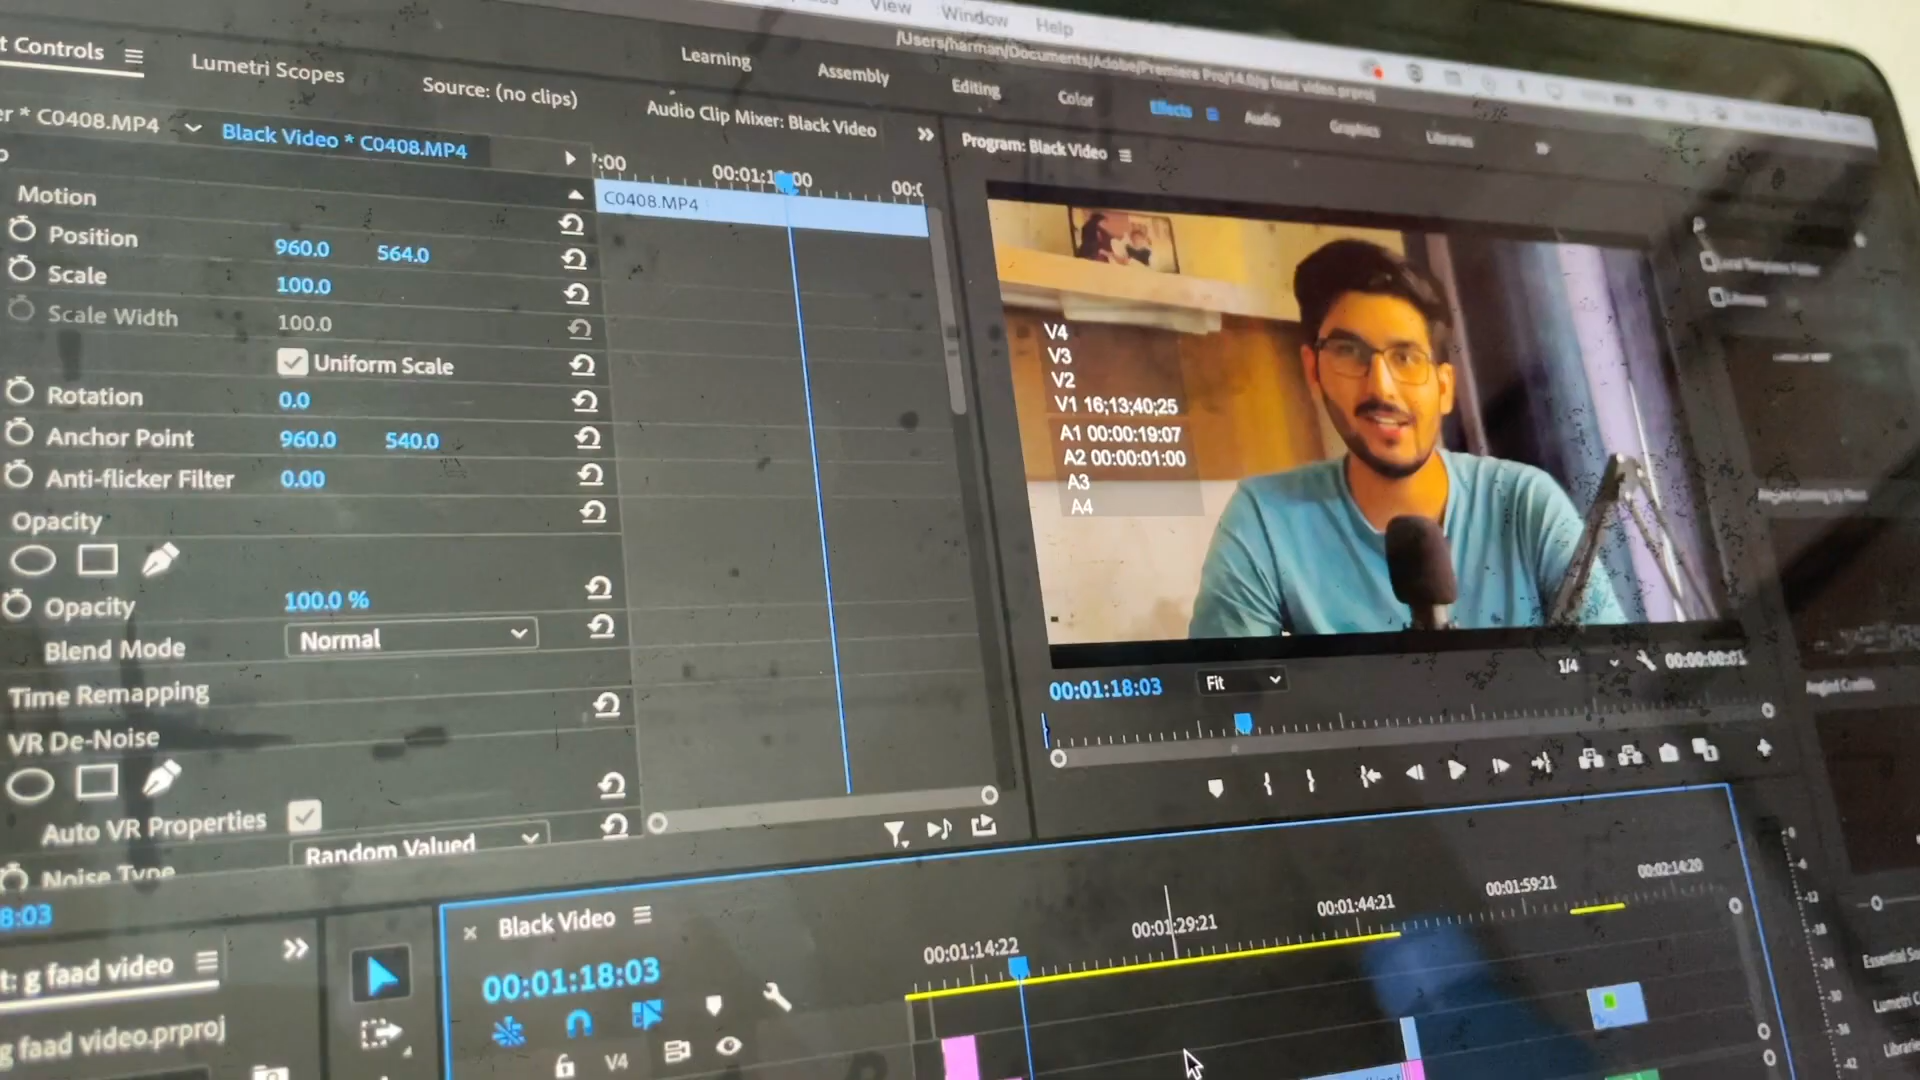 View Window Help
/Users/harman/Documents/Adobe/Premiere Pro/14.0/g faad video.prproj
Learning Assembly Editing Color Effects Audio Graphics Libraries
t Controls Lumetri Scopes Source: (no clips) Audio Clip Mixer: Black Video
Program: Black Video
er * C0408.MP4 Black Video * C0408.MP4
:00 00:01:1 00 00:0
C0408.MP4
Motion
Position 960.0 564.0
Scale 100.0
Scale Width 100.0
Uniform Scale
Rotation 0.0
Anchor Point 960.0 540.0
Anti-flicker Filter 0.00
Opacity
Opacity 100.0 %
Blend Mode Normal
Time Remapping
VR De-Noise
Auto VR Properties
Noise Type Random Valued
V4
V3
V2
V1 16;13;40;25
A1 00:00:19:07
A2 00:00:01:00
A3
A4
00:01:18:03 Fit 1/4 00:00:00:01
Angled Credits
8:03
t: g faad video
g faad video.prproj
Black Video
00:01:18:03
00:01:14:22 00:01:29:21 00:01:44:21 00:01:59:21 00:02:14:20
V4
Essential So
Lumetri C
Librarie